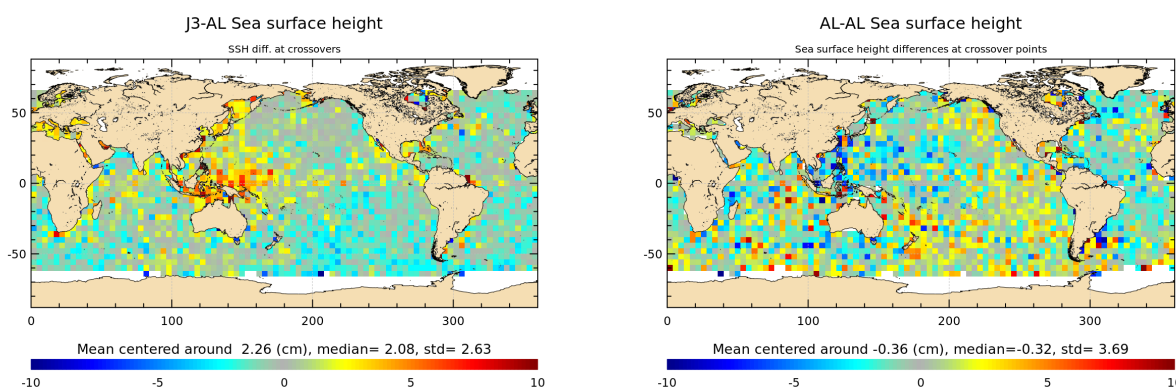 J3-AL Sea surface height
SSH diff. at crossovers
50
0
-50
0 100 200 300
Mean centered around  2.26 (cm), median= 2.08, std= 2.63
-10 -5 0 5 10
AL-AL Sea surface height
Sea surface height differences at crossover points
50
0
-50
0 100 200 300
Mean centered around -0.36 (cm), median=-0.32, std= 3.69
-10 -5 0 5